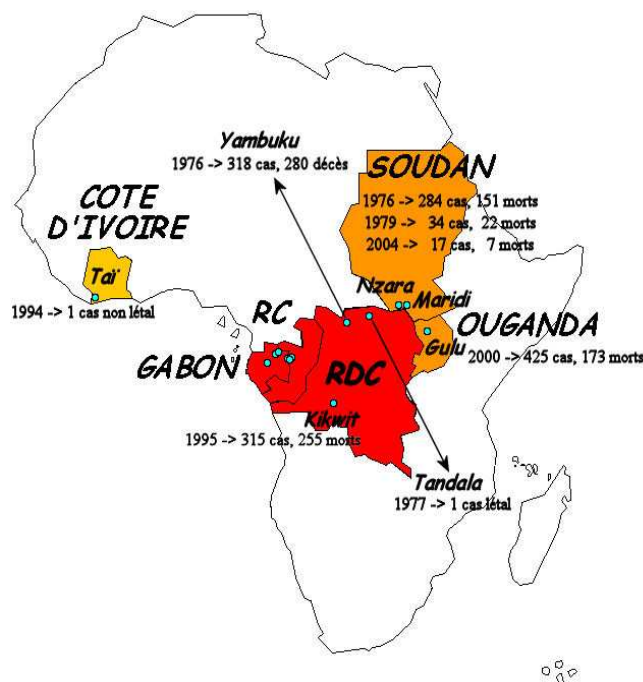 Yambuku
1976 -> 318 cas, 280 décès
SOUDAN
1976 -> 284 cas, 151 morts
1979 -> 34 cas, 22 morts
2004 -> 17 cas, 7 morts
COTE
D'IVOIRE
Taï
1994 -> 1 cas non létal
Nzara
Maridi
RC
OUGANDA
Gulu
2000 -> 425 cas, 173 morts
GABON
RDC
Kikwit
1995 -> 315 cas, 255 morts
Tandala
1977 -> 1 cas létal